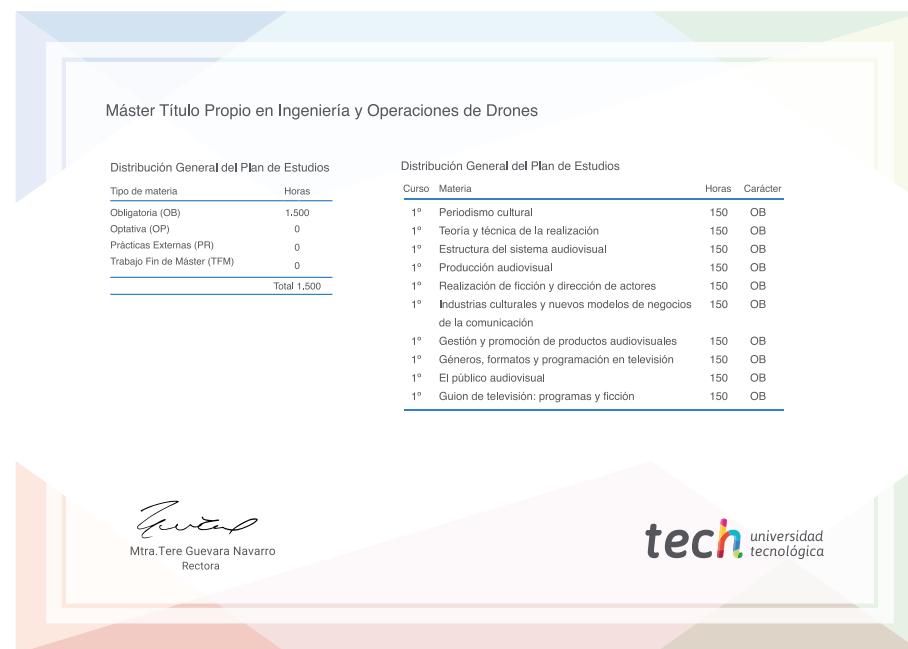 Máster Título Propio en Ingeniería y Operaciones de Drones
Distribución General del Plan de Estudios
Tipo de materia Horas
Obligatoria (OB) 1.500
Optativa (OP) 0
Prácticas Externas (PR) 0
Trabajo Fin de Máster (TFM) 0
Total 1.500
Distribución General del Plan de Estudios
Curso Materia Horas Carácter
1º Periodismo cultural 150 OB
1º Teoría y técnica de la realización 150 OB
1º Estructura del sistema audiovisual 150 OB
1º Producción audiovisual 150 OB
1º Realización de ficción y dirección de actores 150 OB
1º Industrias culturales y nuevos modelos de negocios 150 OB
de la comunicación
1º Gestión y promoción de productos audiovisuales 150 OB
1º Géneros, formatos y programación en televisión 150 OB
1º El público audiovisual 150 OB
1º Guion de televisión: programas y ficción 150 OB
Mtra.Tere Guevara Navarro
Rectora
tech universidad
tecnológica